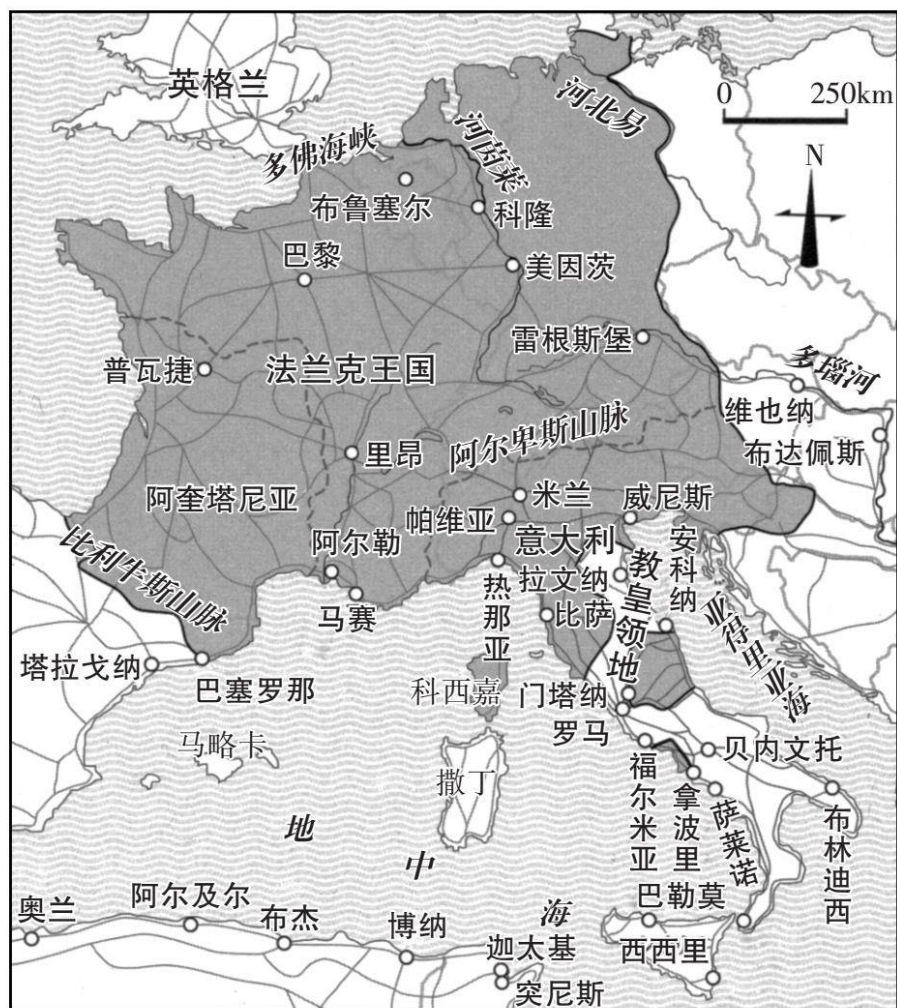 英格兰
0 250km
N
多佛海峡
河茵莱
河北易
布鲁塞尔
科隆
巴黎
美因茨
雷根斯堡
普瓦捷
法兰克王国
多瑙河
维也纳
布达佩斯
阿尔卑斯山脉
里昂
米兰
威尼斯
阿奎塔尼亚
帕维亚
阿尔勒
意大利
安科纳
比利牛斯山脉
热那亚
拉文纳
教皇领地
马赛
比萨
亚得里亚海
塔拉戈纳
巴塞罗那
科西嘉
门塔纳
罗马
马略卡
撒丁
贝内文托
福尔米亚
拿波里
萨莱诺
布林迪西
地中海
巴勒莫
奥兰
阿尔及尔
布杰
博纳
迦太基
西西里
突尼斯